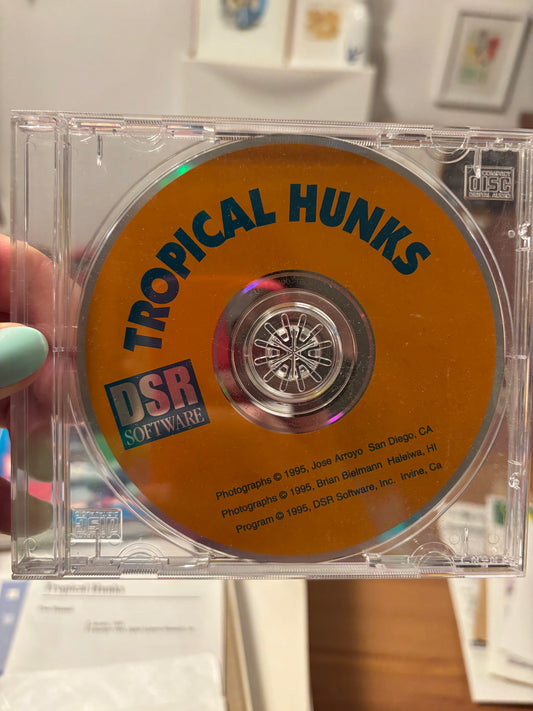 COMPACT
disc
DIGITAL AUDIO
TROPICAL HUNKS
DSR
SOFTWARE
Photographs © 1995, Jose Arroyo San Diego, CA
Photographs © 1995, Brian Bielmann Haleiwa, HI
Program © 1995, DSR Software, Inc. Irvine, Ca
Tropical Hunks